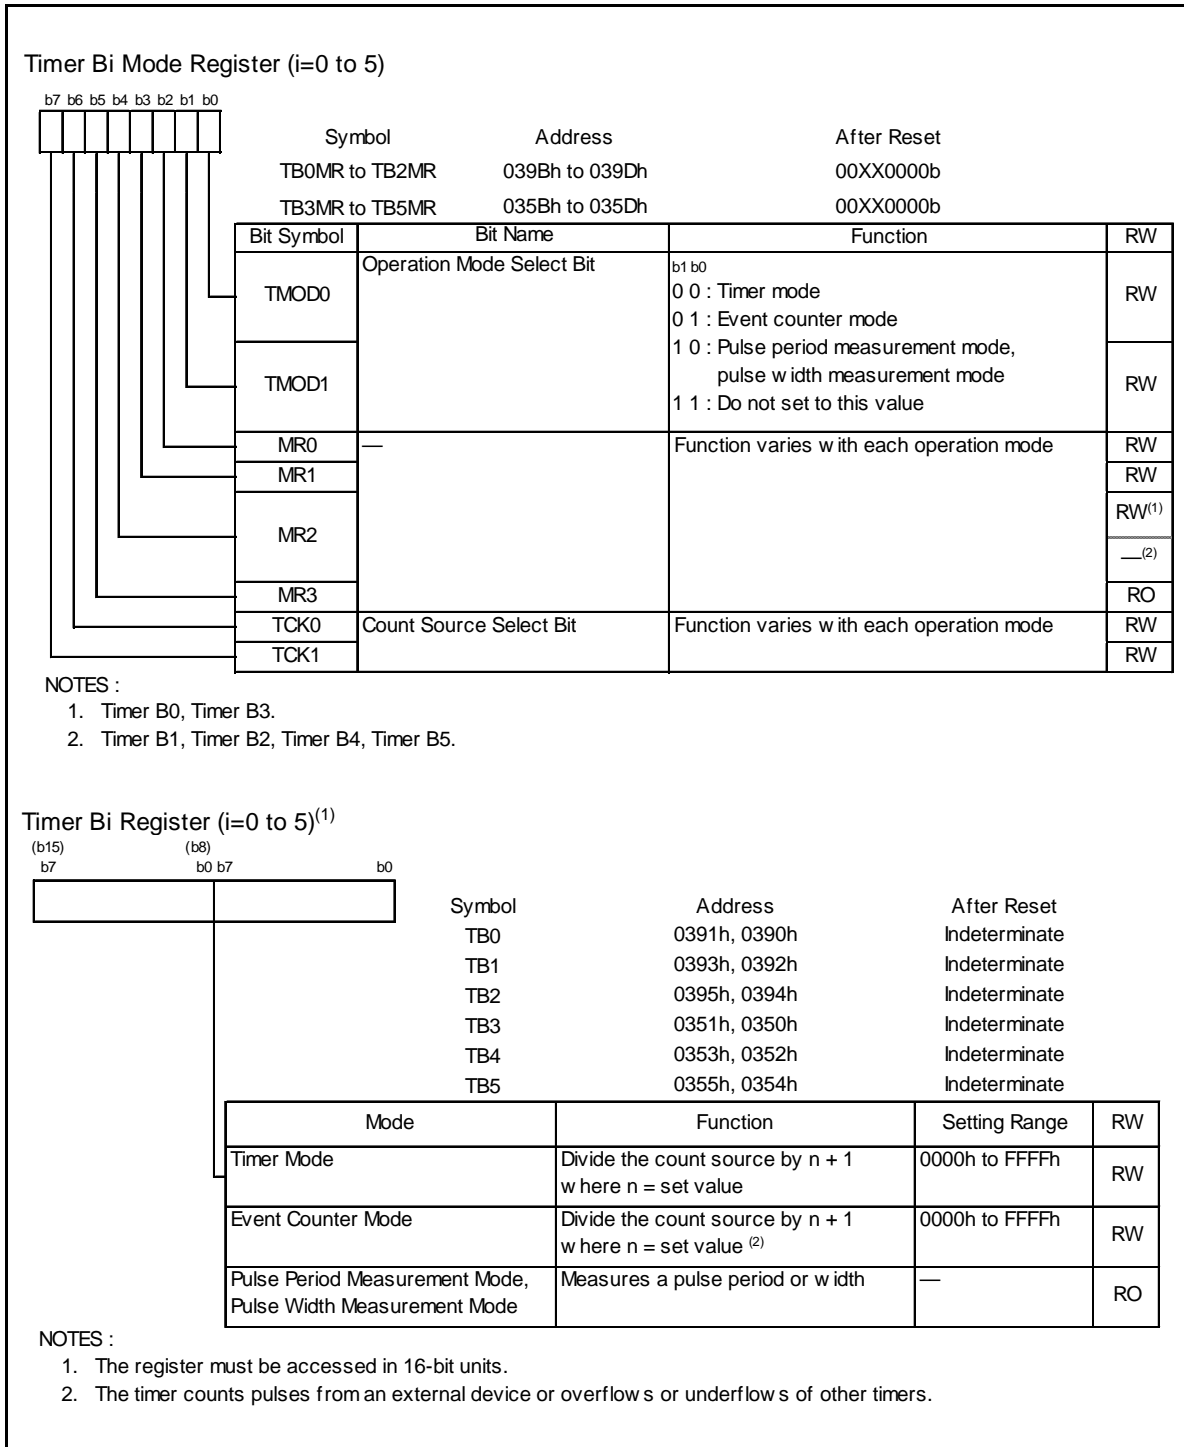 Timer Bi Mode Register (i=0 to 5)
b7 b6 b5 b4 b3 b2 b1 b0
Symbol Address After Reset
TB0MR to TB2MR 039Bh to 039Dh 00XX0000b
TB3MR to TB5MR 035Bh to 035Dh 00XX0000b
Bit Symbol Bit Name Function RW
TMOD0 Operation Mode Select Bit b1 b0 RW
0 0 : Timer mode
0 1 : Event counter mode
1 0 : Pulse period measurement mode,
pulse width measurement mode
TMOD1 RW
1 1 : Do not set to this value
MR0 — Function varies with each operation mode RW
MR1 RW
MR2 RW(1)
—(2)
MR3 RO
TCK0 Count Source Select Bit Function varies with each operation mode RW
TCK1 RW
NOTES :
1. Timer B0, Timer B3.
2. Timer B1, Timer B2, Timer B4, Timer B5.
Timer Bi Register (i=0 to 5)(1)
(b15) (b8)
b7 b0 b7 b0
Symbol Address After Reset
TB0 0391h, 0390h Indeterminate
TB1 0393h, 0392h Indeterminate
TB2 0395h, 0394h Indeterminate
TB3 0351h, 0350h Indeterminate
TB4 0353h, 0352h Indeterminate
TB5 0355h, 0354h Indeterminate
Mode Function Setting Range RW
Timer Mode Divide the count source by n + 1 0000h to FFFFh RW
where n = set value
Event Counter Mode Divide the count source by n + 1 0000h to FFFFh RW
where n = set value (2)
Pulse Period Measurement Mode, Measures a pulse period or width — RO
Pulse Width Measurement Mode
NOTES :
1. The register must be accessed in 16-bit units.
2. The timer counts pulses from an external device or overflows or underflows of other timers.